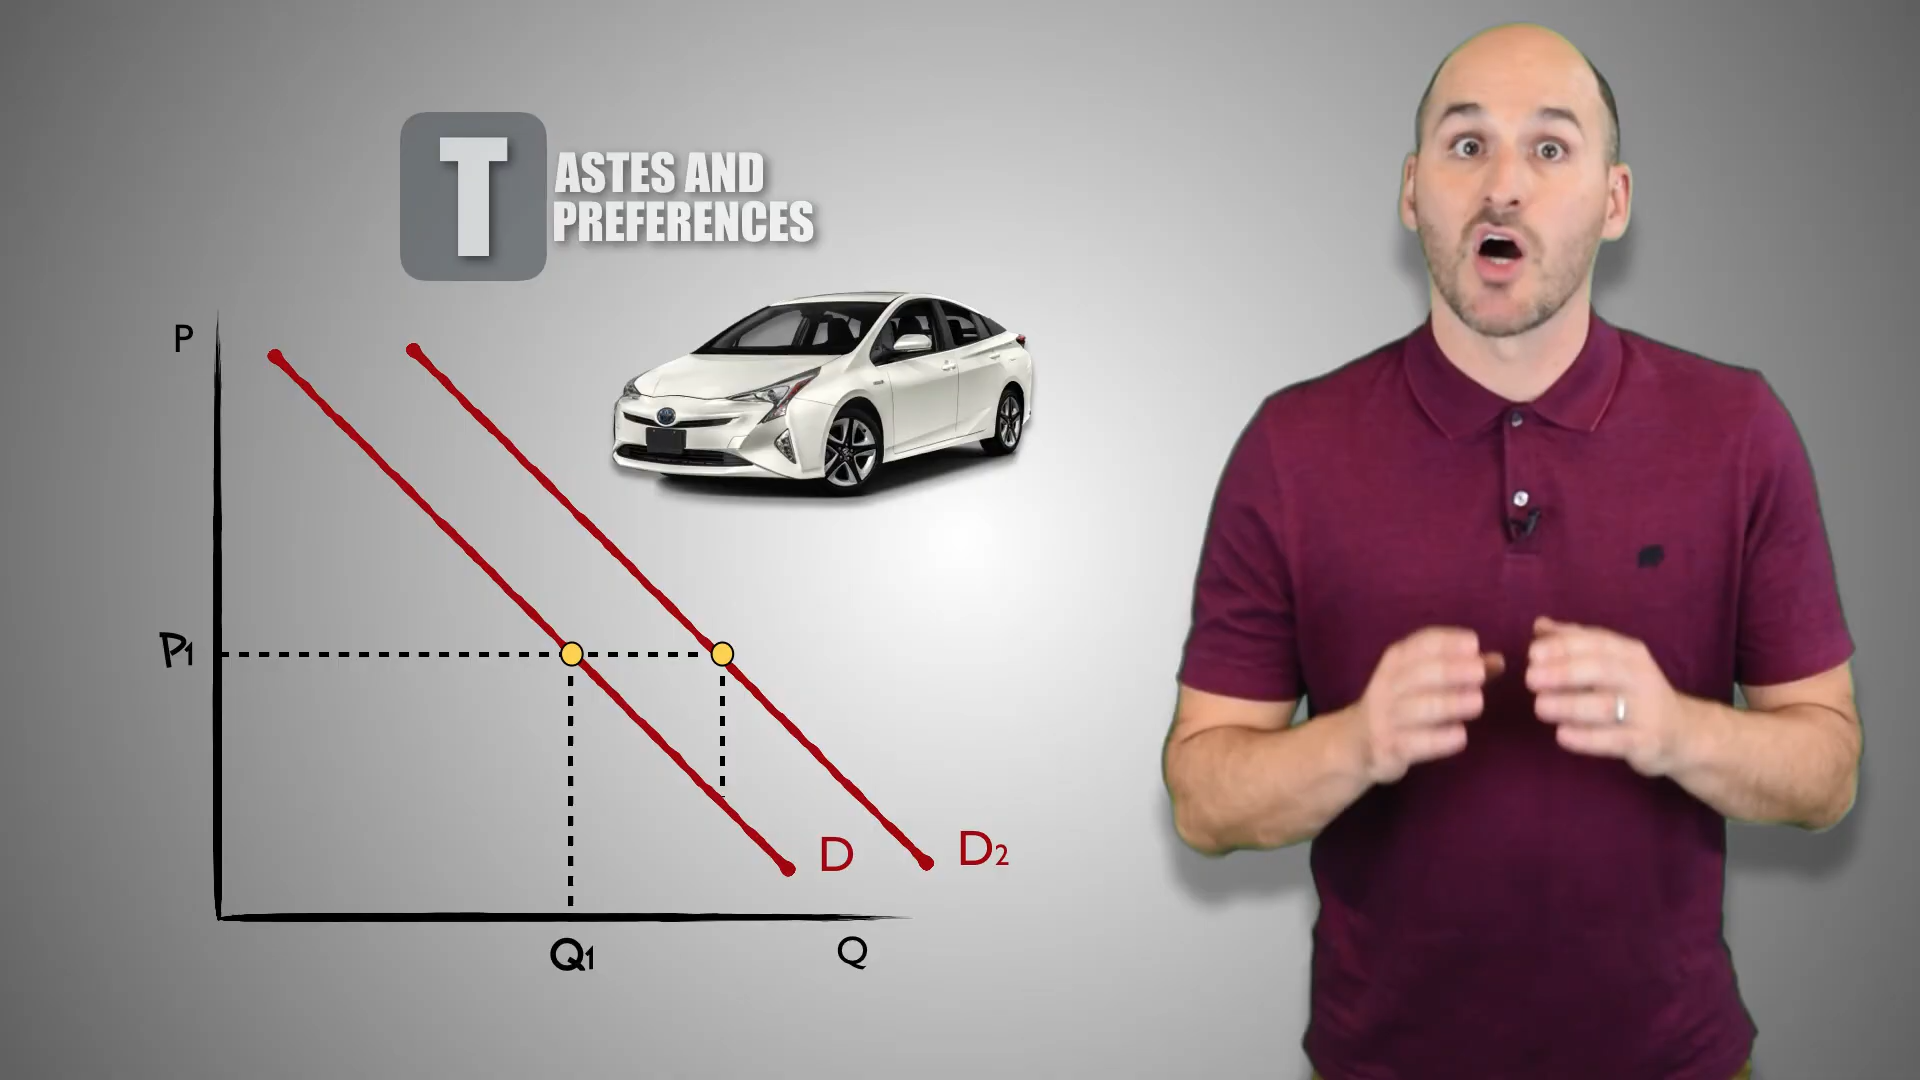 T
ASTES AND
PREFERENCES
P
P1
D
D2
Q1
Q